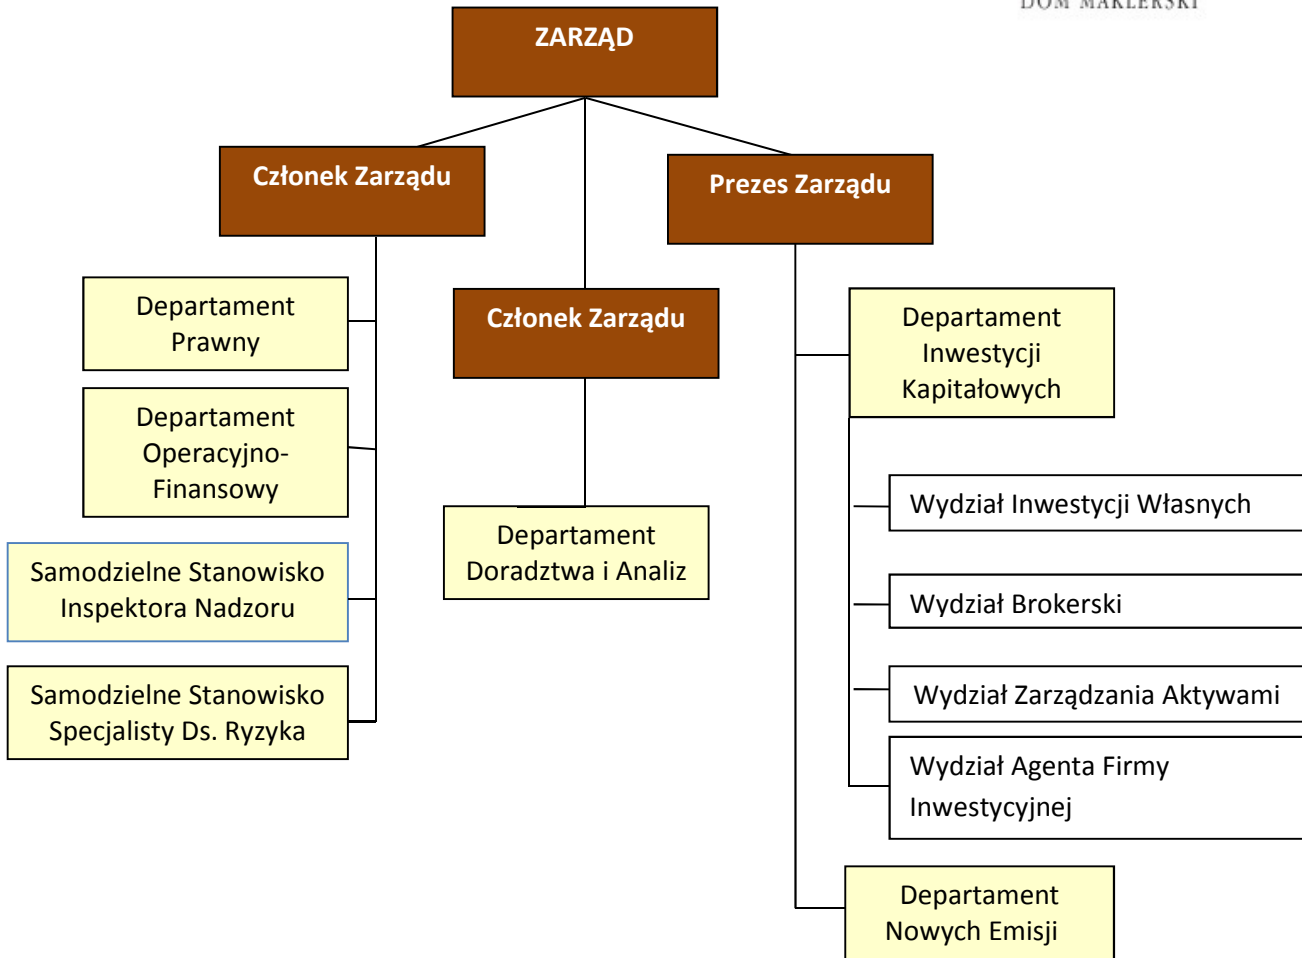 DOM MAKLERSKI
ZARZĄD
Członek Zarządu
Prezes Zarządu
Członek Zarządu
Departament
Prawny
Departament
Operacyjno-
Finansowy
Samodzielne Stanowisko
Inspektora Nadzoru
Samodzielne Stanowisko
Specjalisty Ds. Ryzyka
Departament
Doradztwa i Analiz
Departament
Inwestycji
Kapitałowych
Wydział Inwestycji Własnych
Wydział Brokerski
Wydział Zarządzania Aktywami
Wydział Agenta Firmy
Inwestycyjnej
Departament
Nowych Emisji